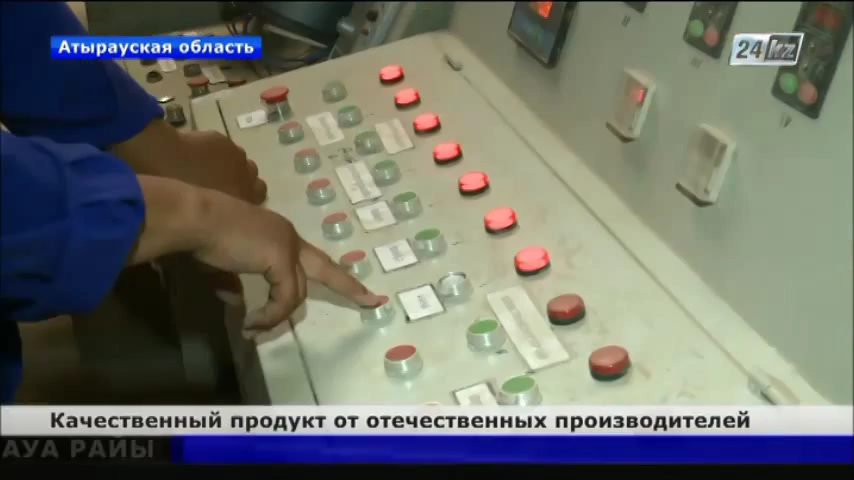 Атырауская область
24kz
Качественный продукт от отечественных производителей
АУА РАЙЫ